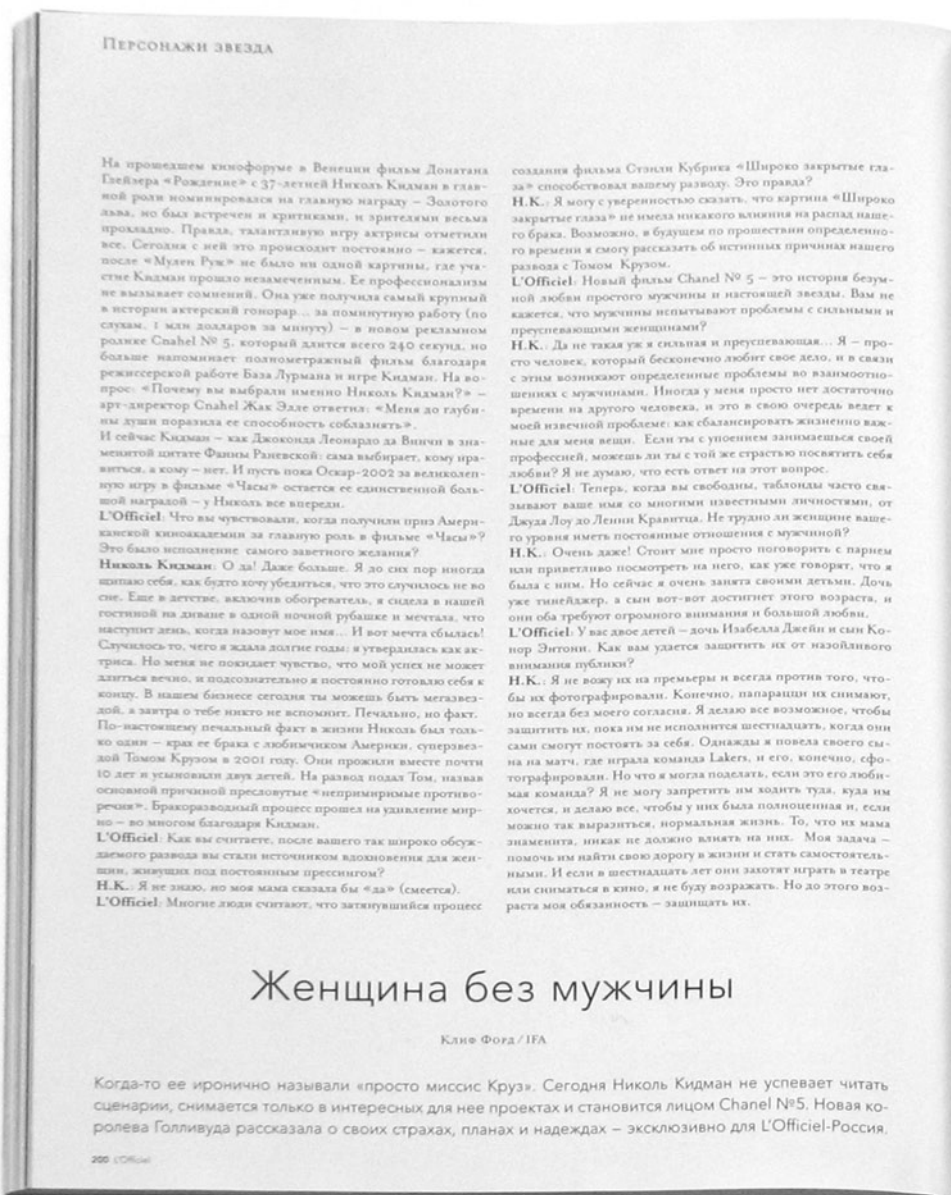 Персонажи звезда
На прошедшем кинофоруме в Венеции фильм Донатана
Глейзера «Рождение» с 37-летней Николь Кидман в глав-
ной роли номинировался на главную награду – Золотого
льва, но был встречен и критиками, и зрителями весьма
прохладно. Правда, талантливую игру актрисы отметили
все. Сегодня с ней это происходит постоянно – кажется,
после «Мулен Руж» не было ни одной картины, где уча-
стие Кидман прошло незамеченным. Ее профессионализм
не вызывает сомнений. Она уже получила самый крупный
в истории актерский гонорар... за поминутную работу (по
слухам, 1 млн долларов за минуту) – в новом рекламном
ролике Cnahel № 5, который длится всего 240 секунд, но
больше напоминает полнометражный фильм благодаря
режиссерской работе База Лурмана и игре Кидман. На во-
прос: «Почему вы выбрали именно Николь Кидман?» –
арт-директор Cnahel Жак Элле ответил: «Меня до глуби-
ны души поразила ее способность соблазнять».
И сейчас Кидман – как Джоконда Леонардо да Винчи в зна-
менитой цитате Фаины Раневской: сама выбирает, кому нра-
виться, а кому – нет. И пусть пока Оскар-2002 за великолеп-
ную игру в фильме «Часы» остается ее единственной боль-
шой наградой – у Николь все впереди.
L'Officiel: Что вы чувствовали, когда получили приз Амери-
канской киноакадемии за главную роль в фильме «Часы»?
Это было исполнение самого заветного желания?
Николь Кидман: О да! Даже больше. Я до сих пор иногда
щипаю себя, как будто хочу убедиться, что это случилось не во
сне. Еще в детстве, включив обогреватель, я сидела в нашей
гостиной на диване в одной ночной рубашке и мечтала, что
наступит день, когда назовут мое имя... И вот мечта сбылась!
Случилось то, чего я ждала долгие годы: я утвердилась как ак-
триса. Но меня не покидает чувство, что мой успех не может
длиться вечно, и подсознательно я постоянно готовлю себя к
концу. В нашем бизнесе сегодня ты можешь быть мегазвез-
дой, а завтра о тебе никто не вспомнит. Печально, но факт.
По-настоящему печальный факт в жизни Николь был толь-
ко один – крах ее брака с любимчиком Америки, суперзвез-
дой Томом Крузом в 2001 году. Они прожили вместе почти
10 лет и усыновили двух детей. На развод подал Том, назвав
основной причиной пресловутые «непримиримые противо-
речия». Бракоразводный процесс прошел на удивление мир-
но – во многом благодаря Кидман.
L'Officiel: Как вы считаете, после вашего так широко обсуж-
даемого развода вы стали источником вдохновения для жен-
щин, живущих под постоянным прессингом?
Н.К.: Я не знаю, но моя мама сказала бы «да» (смеется).
L'Officiel: Многие люди считают, что затянувшийся процесс
создания фильма Стэнли Кубрика «Широко закрытые гла-
за» способствовал вашему разводу. Это правда?
Н.К.: Я могу с уверенностью сказать, что картина «Широко
закрытые глаза» не имела никакого влияния на распад наше-
го брака. Возможно, в будущем по прошествии определенно-
го времени я смогу рассказать об истинных причинах нашего
развода с Томом Крузом.
L'Officiel: Новый фильм Chanel № 5 – это история безум-
ной любви простого мужчины и настоящей звезды. Вам не
кажется, что мужчины испытывают проблемы с сильными и
преуспевающими женщинами?
Н.К.: Да не такая уж я сильная и преуспевающая... Я – про-
сто человек, который бесконечно любит свое дело, и в связи
с этим возникают определенные проблемы во взаимоотно-
шениях с мужчинами. Иногда у меня просто нет достаточно
времени на другого человека, и это в свою очередь ведет к
моей извечной проблеме: как сбалансировать жизненно важ-
ные для меня вещи. Если ты с упоением занимаешься своей
профессией, можешь ли ты с той же страстью посвятить себя
любви? Я не думаю, что есть ответ на этот вопрос.
L'Officiel: Теперь, когда вы свободны, таблоиды часто свя-
зывают ваше имя со многими известными личностями, от
Джуда Лоу до Ленни Кравитца. Не трудно ли женщине ваше-
го уровня иметь постоянные отношения с мужчиной?
Н.К.: Очень даже! Стоит мне просто поговорить с парнем
или приветливо посмотреть на него, как уже говорят, что я
была с ним. Но сейчас я очень занята своими детьми. Дочь
уже тинейджер, а сын вот-вот достигнет этого возраста, и
они оба требуют огромного внимания и большой любви.
L'Officiel: У вас двое детей – дочь Изабелла Джейн и сын Ко-
нор Энтони. Как вам удается защитить их от назойливого
внимания публики?
Н.К.: Я не вожу их на премьеры и всегда против того, что-
бы их фотографировали. Конечно, папарацци их снимают,
но всегда без моего согласия. Я делаю все возможное, чтобы
защитить их, пока им не исполнится шестнадцать, когда они
сами смогут постоять за себя. Однажды я повела своего сы-
на на матч, где играла команда Lakers, и его, конечно, сфо-
тографировали. Но что я могла поделать, если это его люби-
мая команда? Я не могу запретить им ходить туда, куда им
хочется, и делаю все, чтобы у них была полноценная и, если
можно так выразиться, нормальная жизнь. То, что их мама
знаменита, никак не должно влиять на них. Моя задача –
помочь им найти свою дорогу в жизни и стать самостоятель-
ными. И если в шестнадцать лет они захотят играть в театре
или сниматься в кино, я не буду возражать. Но до этого воз-
раста моя обязанность – защищать их.
Женщина без мужчины
Клиф Форд/IFA
Когда-то ее иронично называли «просто миссис Круз». Сегодня Николь Кидман не успевает читать
сценарии, снимается только в интересных для нее проектах и становится лицом Chanel №5. Новая ко-
ролева Голливуда рассказала о своих страхах, планах и надеждах – эксклюзивно для L'Officiel-Россия.
200 L'Officiel